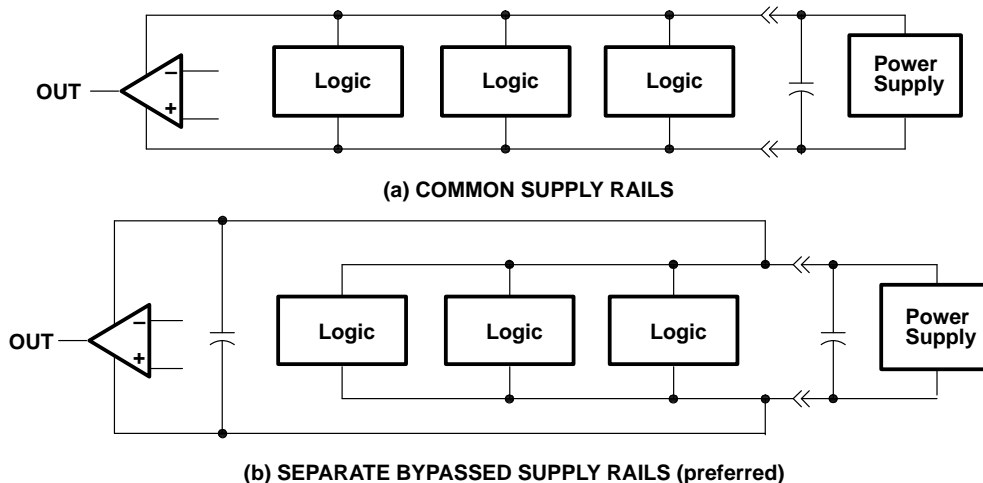 OUT
−
+
Logic
Logic
Logic
Power
Supply
(a) COMMON SUPPLY RAILS
OUT
−
+
Logic
Logic
Logic
Power
Supply
(b) SEPARATE BYPASSED SUPPLY RAILS (preferred)